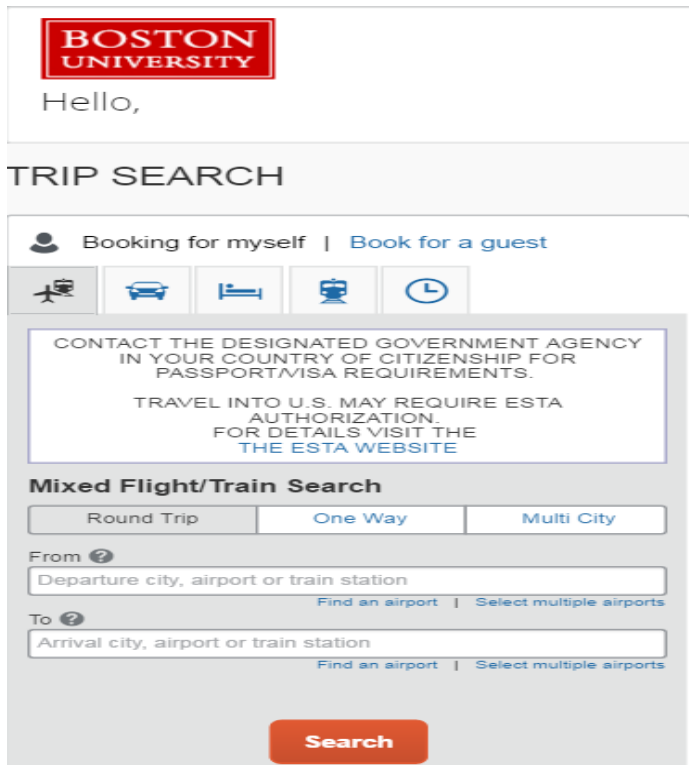 BOSTON
UNIVERSITY
Hello,
TRIP SEARCH
Booking for myself | Book for a guest
CONTACT THE DESIGNATED GOVERNMENT AGENCY
IN YOUR COUNTRY OF CITIZENSHIP FOR
PASSPORT/VISA REQUIREMENTS.
TRAVEL INTO U.S. MAY REQUIRE ESTA
AUTHORIZATION.
FOR DETAILS VISIT THE
THE ESTA WEBSITE
Mixed Flight/Train Search
Round Trip One Way Multi City
From ?
Departure city, airport or train station
Find an airport | Select multiple airports
To ?
Arrival city, airport or train station
Find an airport | Select multiple airports
Search